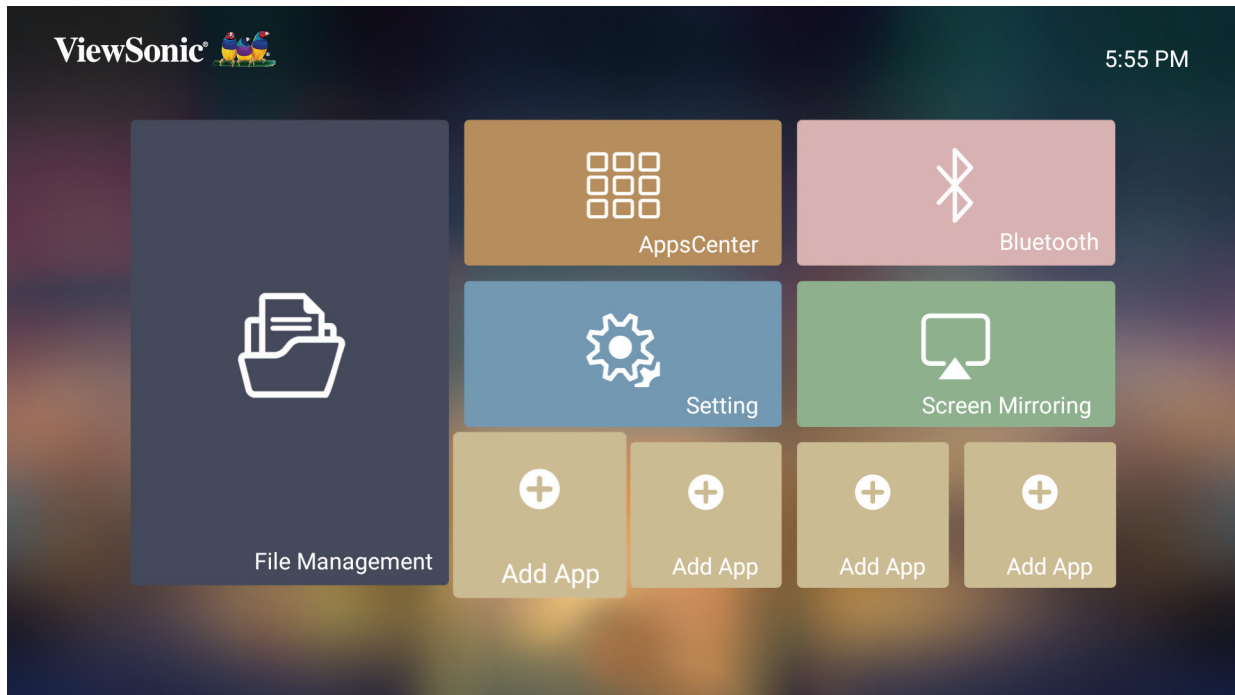 ViewSonic®
5:55 PM
AppsCenter
Bluetooth
Setting
Screen Mirroring
File Management
Add App
Add App
Add App
Add App